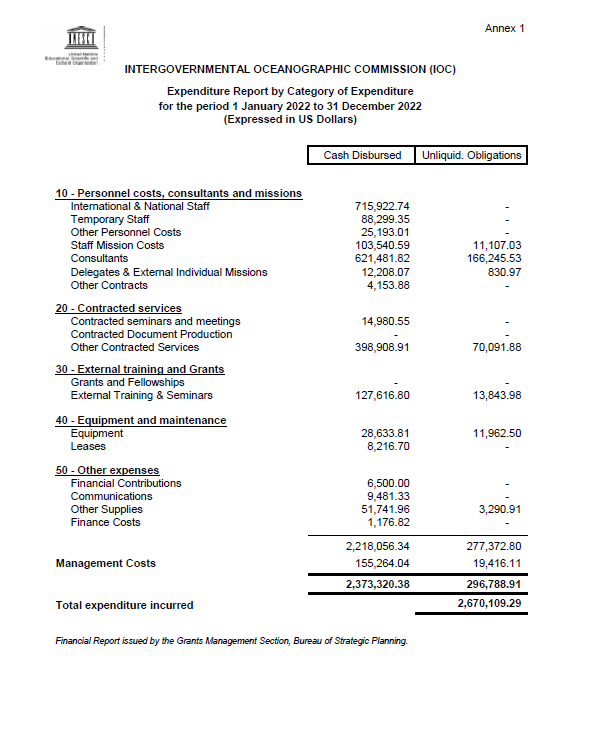 Annex 1
UNESCO
United Nations
Educational, Scientific and
Cultural Organization
INTERGOVERNMENTAL OCEANOGRAPHIC COMMISSION (IOC)
Expenditure Report by Category of Expenditure
for the period 1 January 2022 to 31 December 2022
(Expressed in US Dollars)
Cash Disbursed Unliquid. Obligations
10 - Personnel costs, consultants and missions
International & National Staff 715,922.74 -
Temporary Staff 88,299.35 -
Other Personnel Costs 25,193.01 -
Staff Mission Costs 103,540.59 11,107.03
Consultants 621,481.82 166,245.53
Delegates & External Individual Missions 12,208.07 830.97
Other Contracts 4,153.88 -
20 - Contracted services
Contracted seminars and meetings 14,980.55 -
Contracted Document Production - -
Other Contracted Services 398,908.91 70,091.88
30 - External training and Grants
Grants and Fellowships - -
External Training & Seminars 127,616.80 13,843.98
40 - Equipment and maintenance
Equipment 28,633.81 11,962.50
Leases 8,216.70 -
50 - Other expenses
Financial Contributions 6,500.00 -
Communications 9,481.33 -
Other Supplies 51,741.96 3,290.91
Finance Costs 1,176.82 -
2,218,056.34 277,372.80
Management Costs 155,264.04 19,416.11
2,373,320.38 296,788.91
Total expenditure incurred 2,670,109.29
Financial Report issued by the Grants Management Section, Bureau of Strategic Planning.